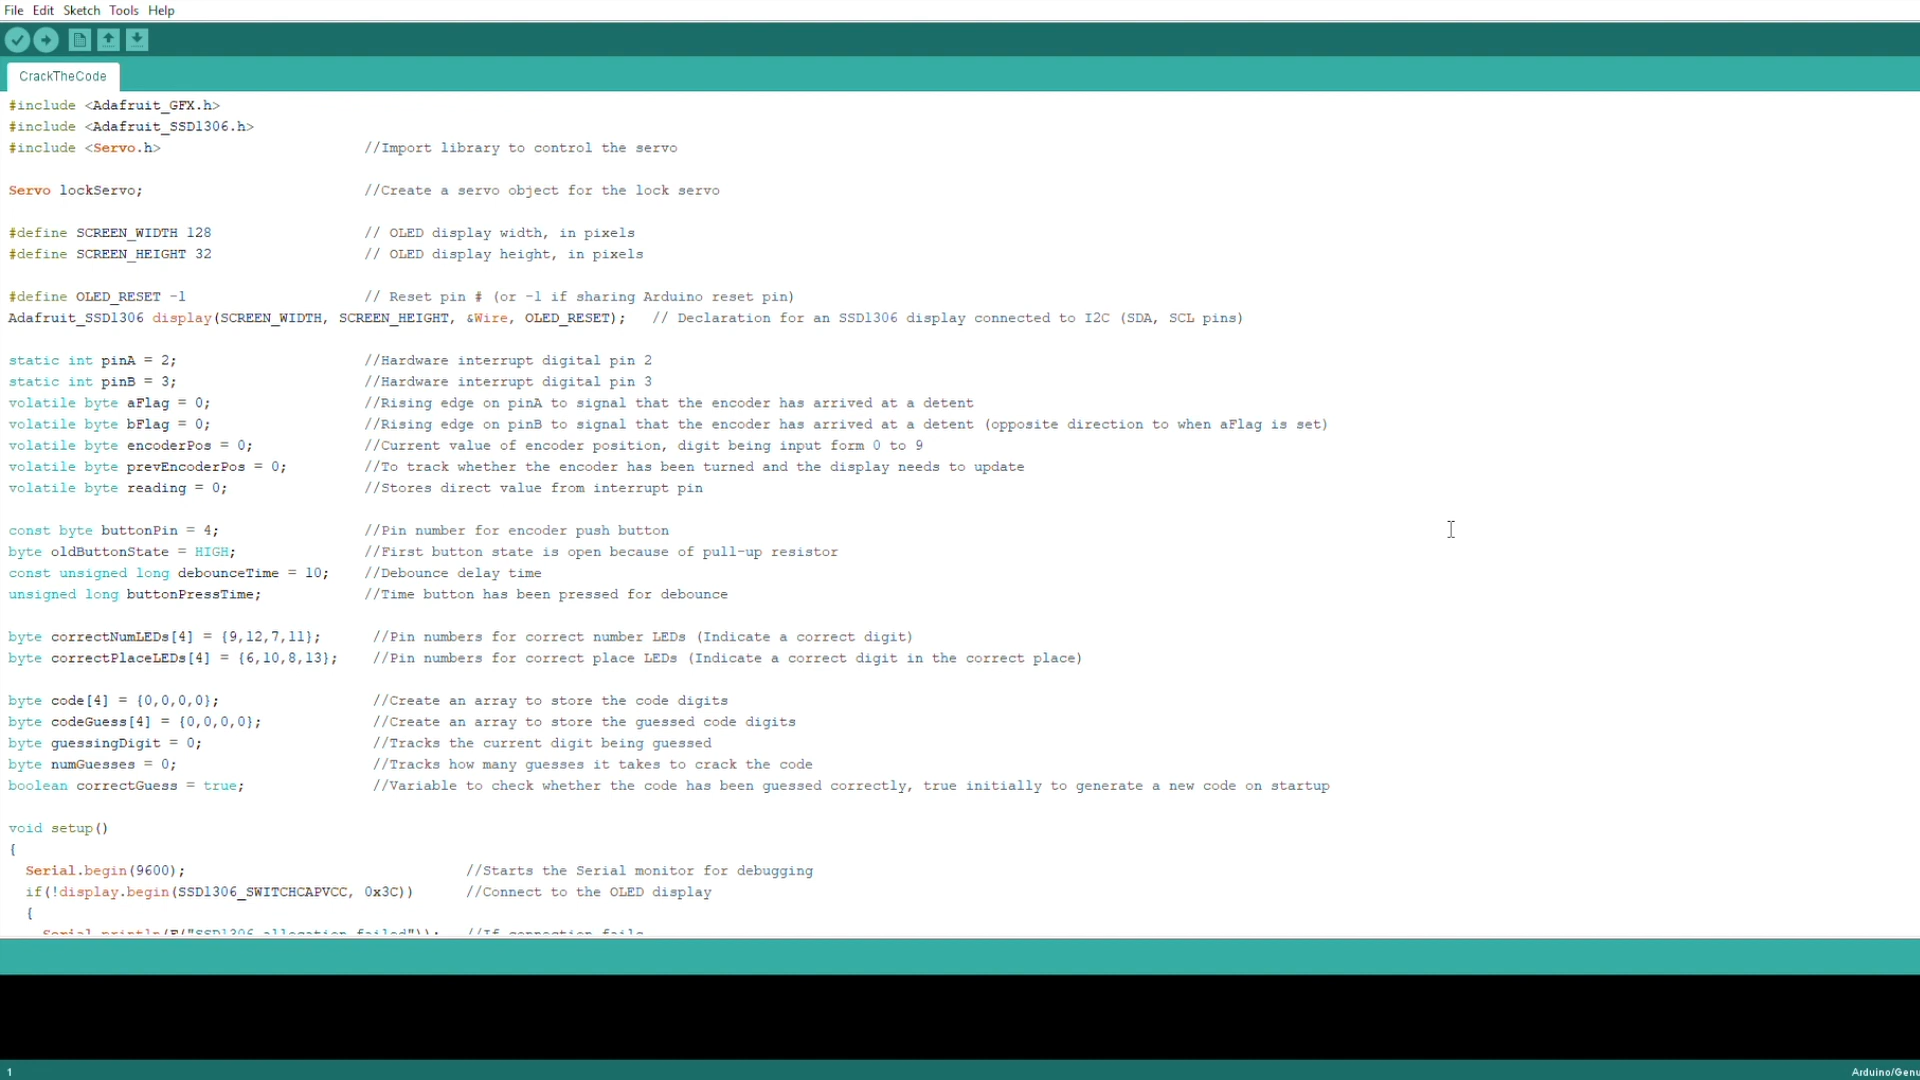 File Edit Sketch Tools Help
CrackTheCode
#include <Adafruit_GFX.h>
#include <Adafruit_SSD1306.h>
#include <Servo.h> //Import library to control the servo
Servo lockServo; //Create a servo object for the lock servo
#define SCREEN_WIDTH 128 // OLED display width, in pixels
#define SCREEN_HEIGHT 32 // OLED display height, in pixels
#define OLED_RESET -1 // Reset pin # (or -1 if sharing Arduino reset pin)
Adafruit_SSD1306 display(SCREEN_WIDTH, SCREEN_HEIGHT, &Wire, OLED_RESET); // Declaration for an SSD1306 display connected to I2C (SDA, SCL pins)
static int pinA = 2; //Hardware interrupt digital pin 2
static int pinB = 3; //Hardware interrupt digital pin 3
volatile byte aFlag = 0; //Rising edge on pinA to signal that the encoder has arrived at a detent
volatile byte bFlag = 0; //Rising edge on pinB to signal that the encoder has arrived at a detent (opposite direction to when aFlag is set)
volatile byte encoderPos = 0; //Current value of encoder position, digit being input form 0 to 9
volatile byte prevEncoderPos = 0; //To track whether the encoder has been turned and the display needs to update
volatile byte reading = 0; //Stores direct value from interrupt pin
const byte buttonPin = 4; //Pin number for encoder push button
byte oldButtonState = HIGH; //First button state is open because of pull-up resistor
const unsigned long debounceTime = 10; //Debounce delay time
unsigned long buttonPressTime; //Time button has been pressed for debounce
byte correctNumLEDs[4] = {9,12,7,11}; //Pin numbers for correct number LEDs (Indicate a correct digit)
byte correctPlaceLEDs[4] = {6,10,8,13}; //Pin numbers for correct place LEDs (Indicate a correct digit in the correct place)
byte code[4] = {0,0,0,0}; //Create an array to store the code digits
byte codeGuess[4] = {0,0,0,0}; //Create an array to store the guessed code digits
byte guessingDigit = 0; //Tracks the current digit being guessed
byte numGuesses = 0; //Tracks how many guesses it takes to crack the code
boolean correctGuess = true; //Variable to check whether the code has been guessed correctly, true initially to generate a new code on startup
void setup()
{
Serial.begin(9600); //Starts the Serial monitor for debugging
if(!display.begin(SSD1306_SWITCHCAPVCC, 0x3C)) //Connect to the OLED display
{
Serial.println(F("SSD1306 allocation failed")); //If connection fails
1
Arduino/Genu